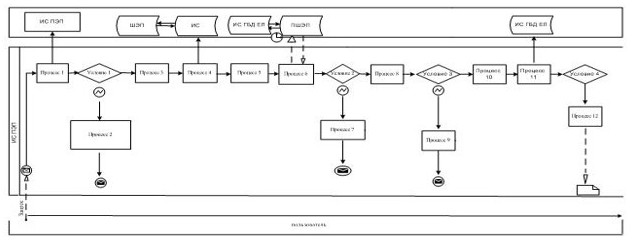 ИС ПЭП
ШЭП
ИС
ИС ГБД ЕЛ
ПШЭП
ИС ГБД ЕЛ
ИС ПЭП
Процесс 1
Условие 1
Процесс 3
Процесс 4
Процесс 5
Процесс 6
Условие 2
Процесс 8
Условие 3
Процесс
10
Процесс
11
Условие 4
Процесс 2
Процесс 7
Процесс 9
Процесс 12
пользователь